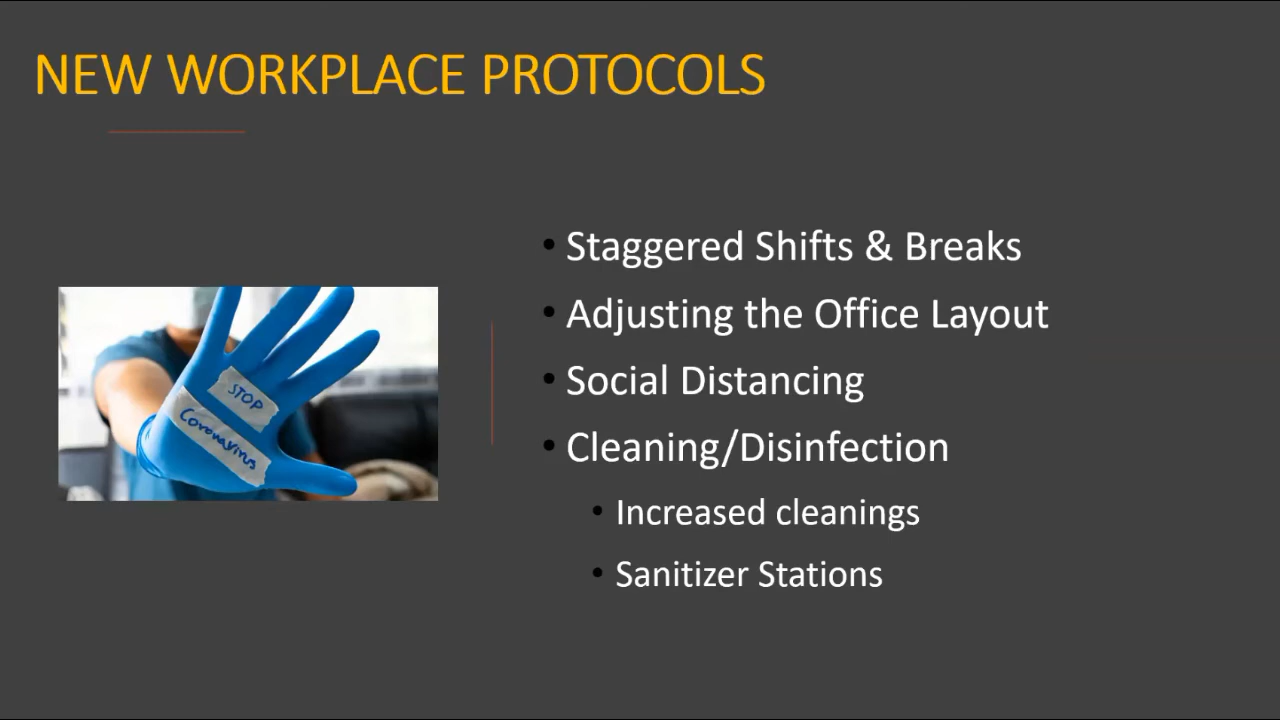 NEW WORKPLACE PROTOCOLS
STOP
Coronavirus
• Staggered Shifts & Breaks
• Adjusting the Office Layout
• Social Distancing
• Cleaning/Disinfection
• Increased cleanings
• Sanitizer Stations